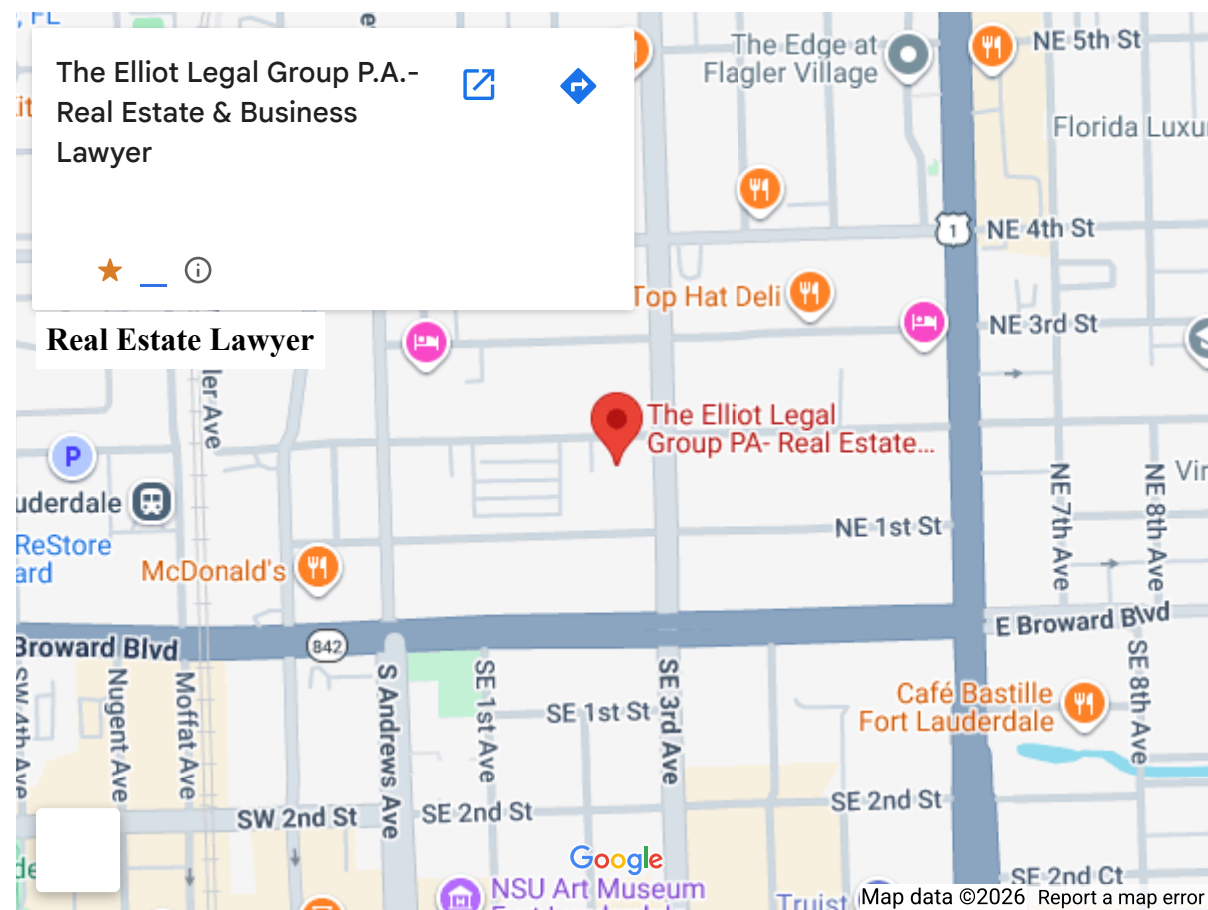 , FL
The Elliot Legal Group P.A.-
Real Estate & Business
Lawyer
Real Estate Lawyer
The Edge at
Flagler Village
NE 5th St
Florida Luxu
1
NE 4th St
Top Hat Deli
NE 3rd St
ler Ave
The Elliot Legal
Group PA- Real Estate...
P
uderdale
ReStore
ard
McDonald's
NE 1st St
NE 7th Ave
NE 8th Ave
Vir
Broward Blvd
842
E Broward Blvd
SW 4th Ave
Nugent Ave
Moffat Ave
S Andrews Ave
SE 1st Ave
SE 1st St
SE 3rd Ave
Café Bastille
Fort Lauderdale
SE 8th Ave
SW 2nd St
SE 2nd St
SE 2nd St
Google
SE 2nd Ct
NSU Art Museum
Truist
Map data ©2026 Report a map error